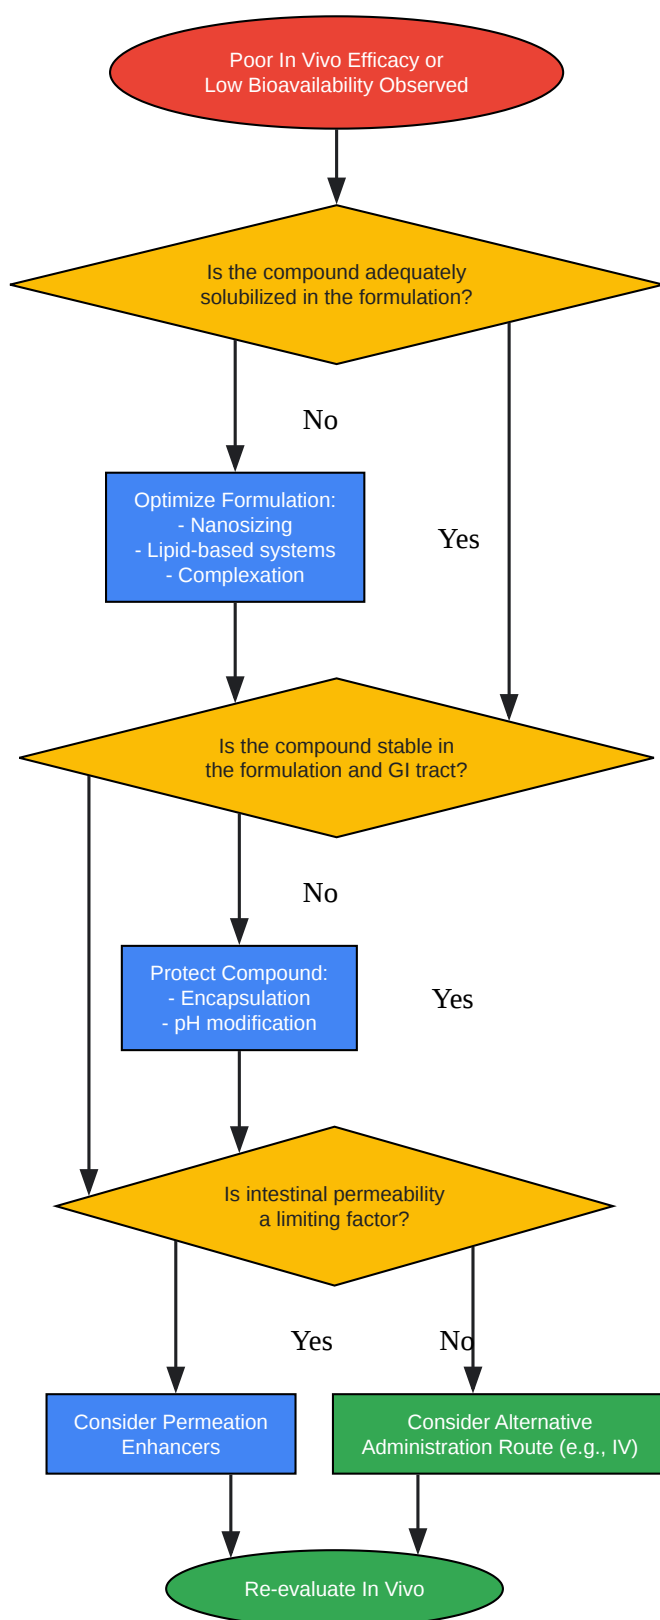 Poor In Vivo Efficacy or
Low Bioavailability Observed
Is the compound adequately
solubilized in the formulation?
No
Optimize Formulation:
- Nanosizing
- Lipid-based systems
- Complexation
Yes
Is the compound stable in
the formulation and GI tract?
No
Protect Compound:
- Encapsulation
- pH modification
Yes
Is intestinal permeability
a limiting factor?
Yes
No
Consider Permeation
Enhancers
Consider Alternative
Administration Route (e.g., IV)
Re-evaluate In Vivo